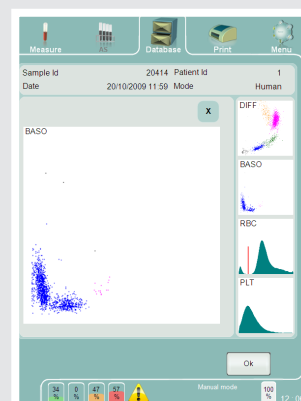 Measure AS Database Print Menu
Sample Id 20414 Patient Id 1
Date 20/10/2009 11:59 Mode Human
X
DIFF
BASO
BASO
RBC
PLT
Ok
34 % 0 % 47 % 57 % Manual mode 100 %